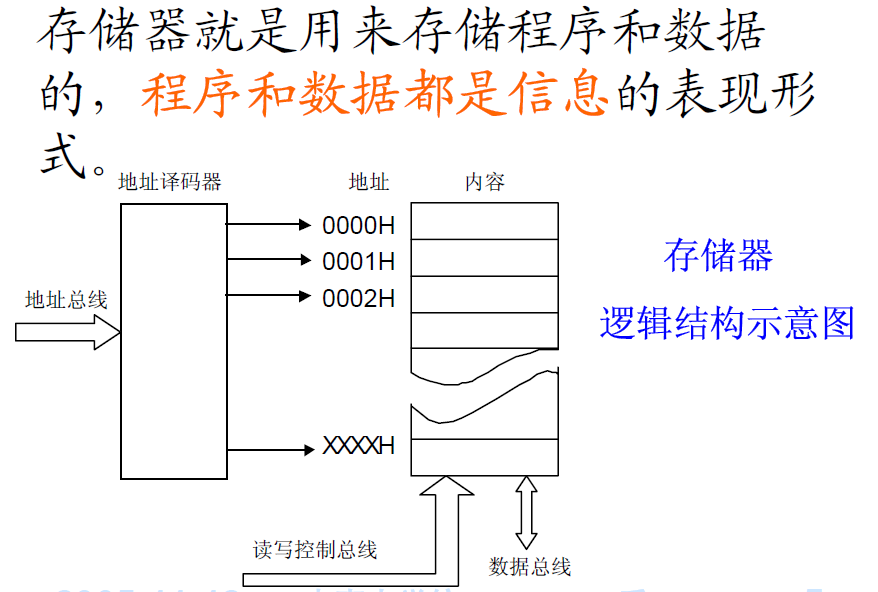 存储器就是用来存储程序和数据
的，程序和数据都是信息的表现形
式。
地址译码器 地址 内容
0000H
0001H
0002H
地址总线
存储器
逻辑结构示意图
XXXXH
读写控制总线
数据总线